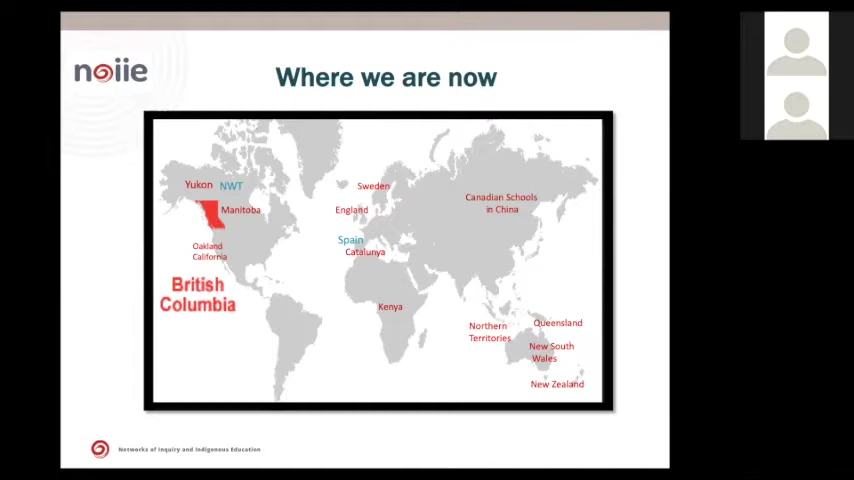 noiie
Where we are now
Yukon
NWT
Manitoba
Oakland
California
British
Columbia
Sweden
England
Spain
Catalunya
Kenya
Canadian Schools
in China
Northern
Territories
Queensland
New South
Wales
New Zealand
Networks of Inquiry and Indigenous Education